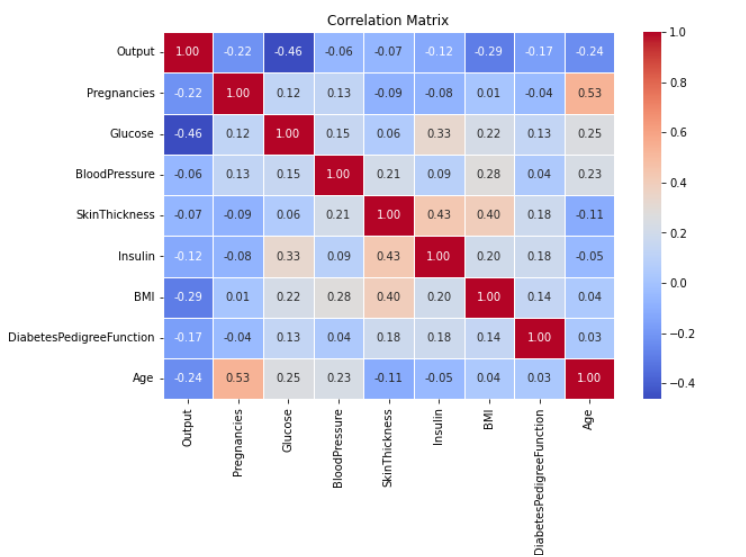 Correlation Matrix
Output 1.00 -0.22 -0.46 -0.06 -0.07 -0.12 -0.29 -0.17 -0.24
Pregnancies -0.22 1.00 0.12 0.13 -0.09 -0.08 0.01 -0.04 0.53
Glucose -0.46 0.12 1.00 0.15 0.06 0.33 0.22 0.13 0.25
BloodPressure -0.06 0.13 0.15 1.00 0.21 0.09 0.28 0.04 0.23
SkinThickness -0.07 -0.09 0.06 0.21 1.00 0.43 0.40 0.18 -0.11
Insulin -0.12 -0.08 0.33 0.09 0.43 1.00 0.20 0.18 -0.05
BMI -0.29 0.01 0.22 0.28 0.40 0.20 1.00 0.14 0.04
DiabetesPedigreeFunction -0.17 -0.04 0.13 0.04 0.18 0.18 0.14 1.00 0.03
Age -0.24 0.53 0.25 0.23 -0.11 -0.05 0.04 0.03 1.00
Output
Pregnancies
Glucose
BloodPressure
SkinThickness
Insulin
BMI
DiabetesPedigreeFunction
Age
1.0
0.8
0.6
0.4
0.2
0.0
−0.2
−0.4